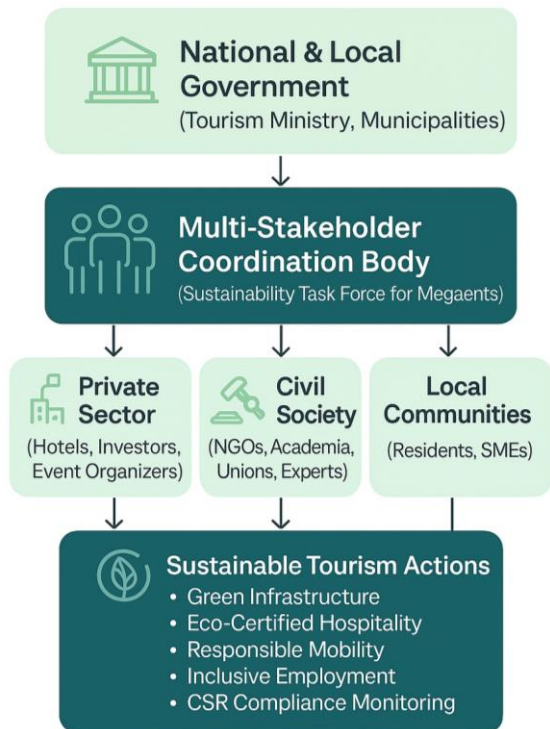 National & Local
Government
(Tourism Ministry, Municipalities)
Multi-Stakeholder
Coordination Body
(Sustainability Task Force for Megaents)
Private
Sector
(Hotels, Investors,
Event Organizers)
Civil
Society
(NGOs, Academia,
Unions, Experts)
Local
Communities
(Residents, SMEs)
Sustainable Tourism Actions
• Green Infrastructure
• Eco-Certified Hospitality
• Responsible Mobility
• Inclusive Employment
• CSR Compliance Monitoring